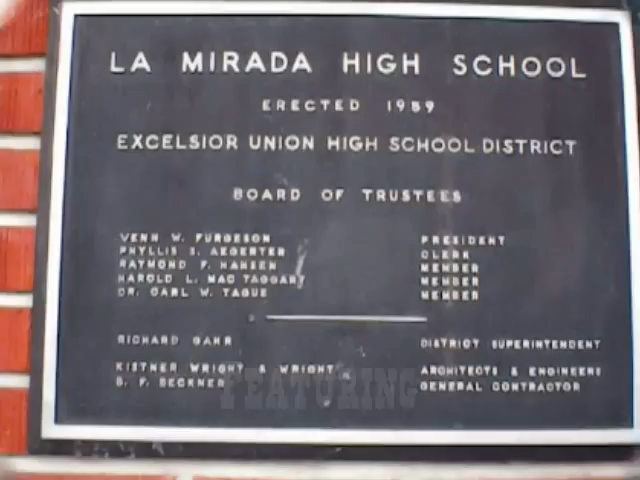 LA MIRADA HIGH SCHOOL
ERECTED 1959
EXCELSIOR UNION HIGH SCHOOL DISTRICT
BOARD OF TRUSTEES
VENN W. FURGESON PRESIDENT
PHYLLIS S. AEGERTER CLERK
RAYMOND F. HANSEN MEMBER
HAROLD L. MAC TAGGART MEMBER
DR. CARL W. TAGUE MEMBER
RICHARD GAHR DISTRICT SUPERINTENDENT
KISTNER WRIGHT & WRIGHT ARCHITECTS & ENGINEERS
B. F. BECKNER GENERAL CONTRACTOR
FEATURING